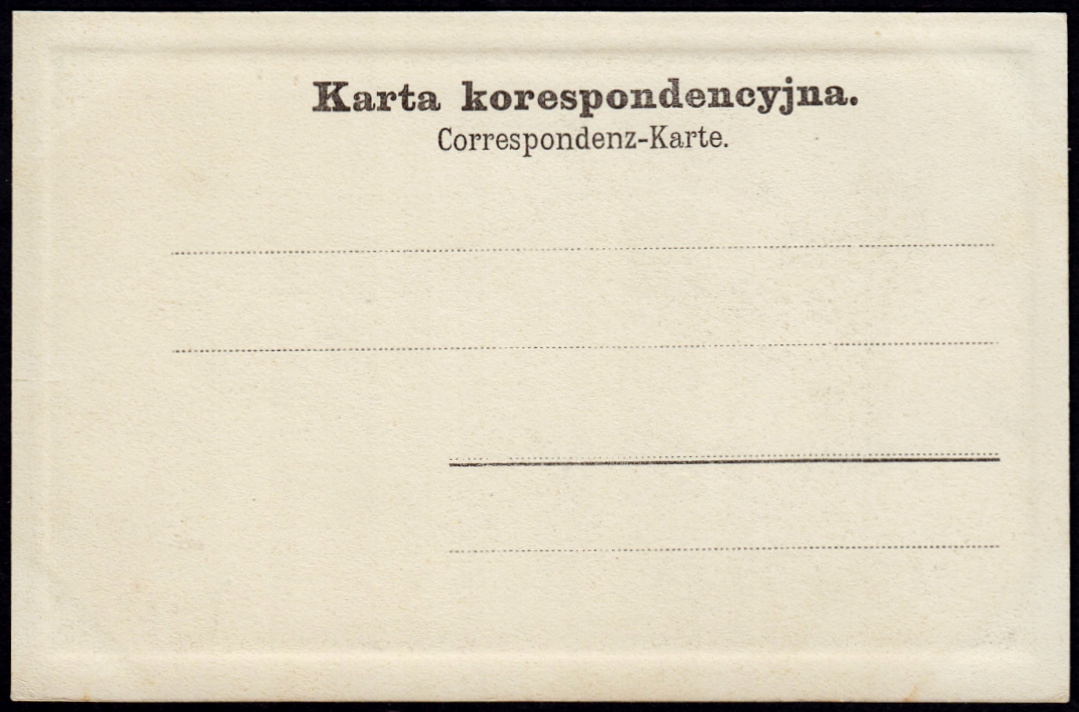 Karta korespondencyjna.
Correspondenz-Karte.